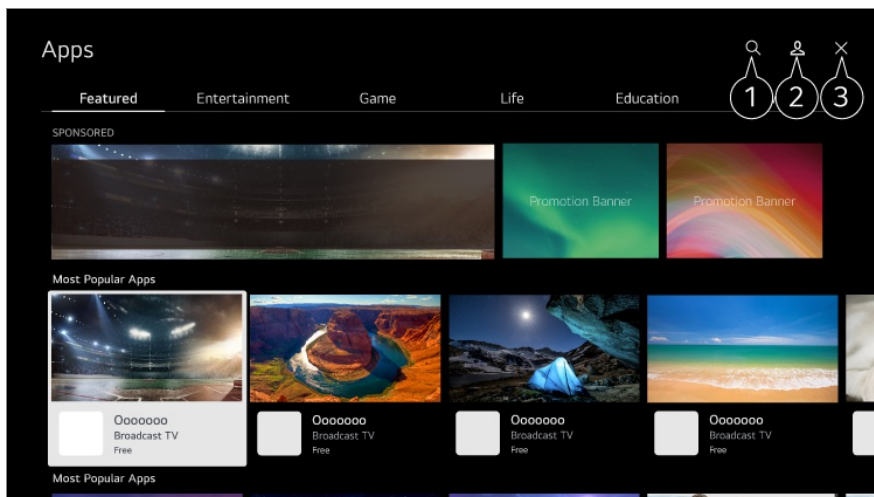 Apps
Featured Entertainment Game Life Education
1 2 3
SPONSORED
Promotion Banner Promotion Banner
Most Popular Apps
Ooooooo Ooooooo Ooooooo Ooooooo
Broadcast TV Broadcast TV Broadcast TV Broadcast TV
Free Free Free Free
Most Popular Apps